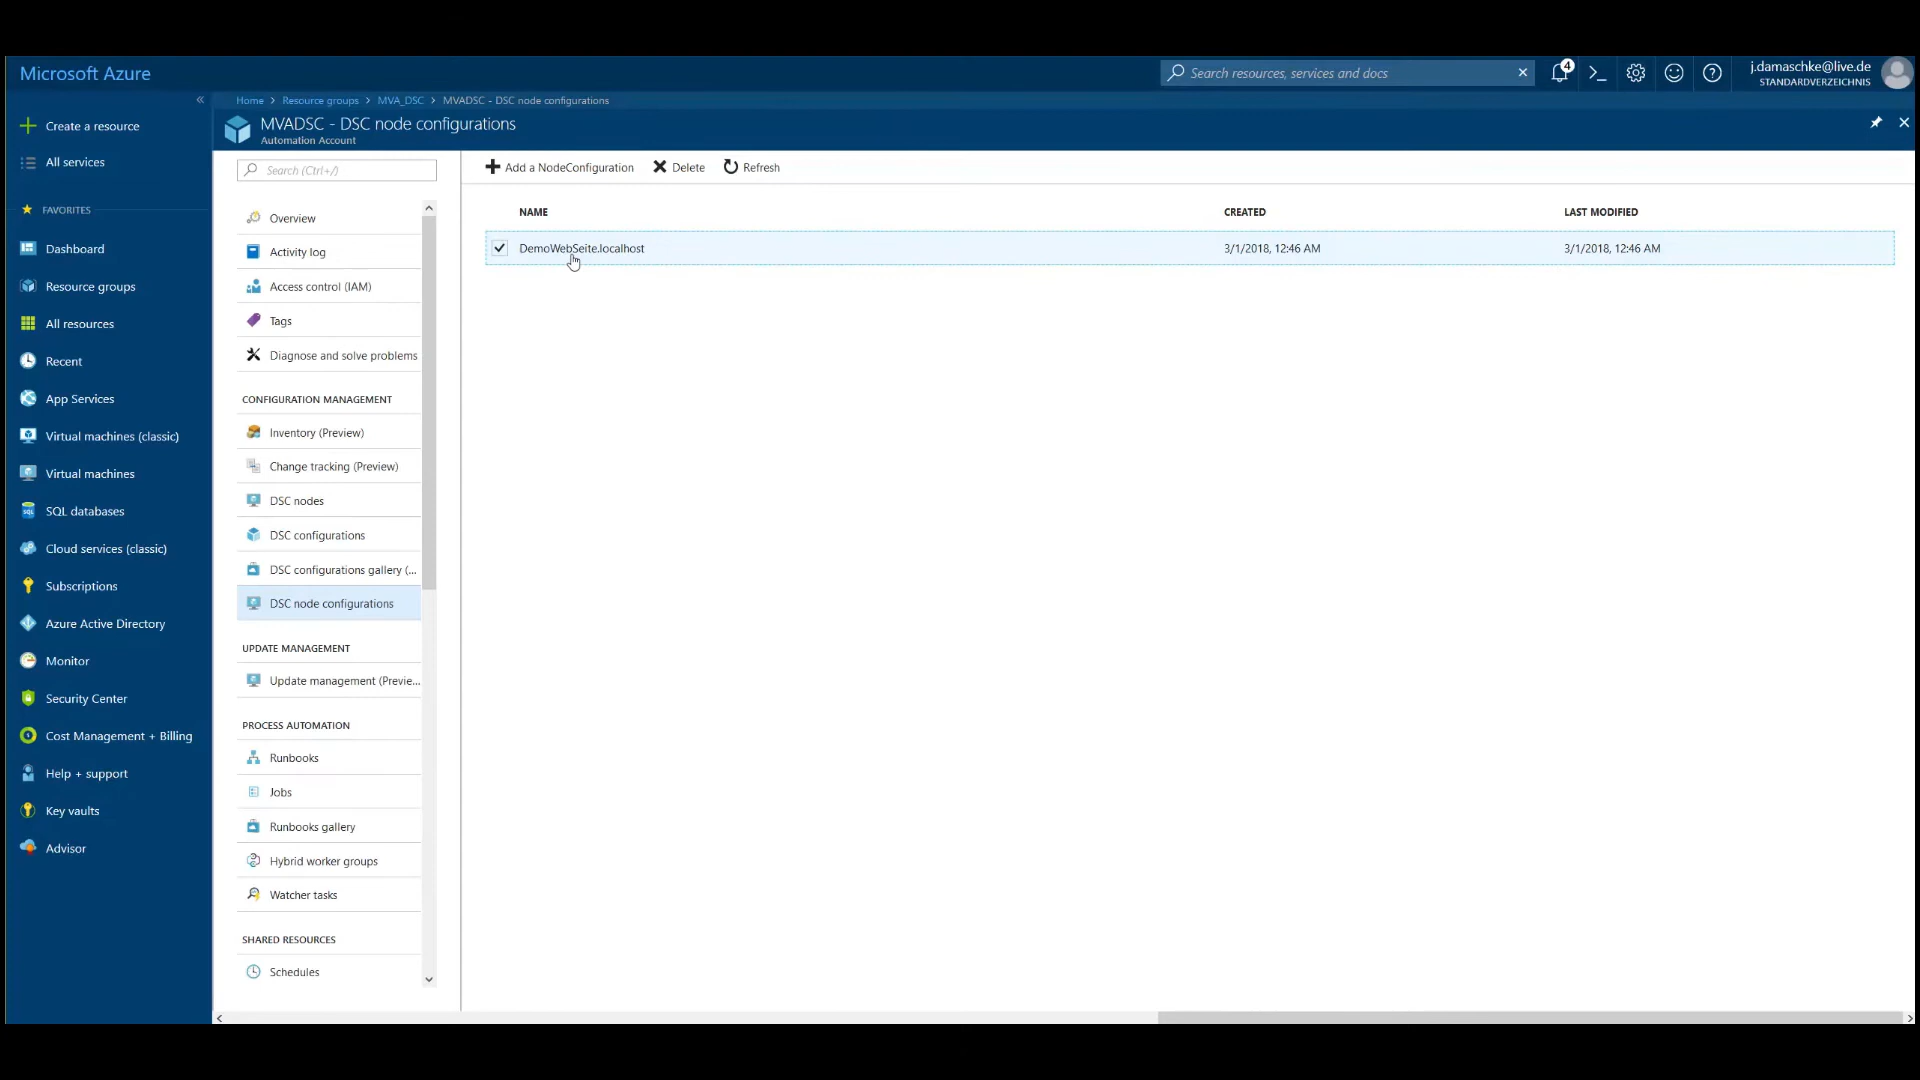 Microsoft Azure
Search resources, services and docs
4
j.damaschke@live.de
STANDARDVERZEICHNIS
Home > Resource groups > MVA_DSC > MVADSC - DSC node configurations
MVADSC - DSC node configurations
Automation Account
Create a resource
All services
FAVORITES
Dashboard
Resource groups
All resources
Recent
App Services
Virtual machines (classic)
Virtual machines
SQL databases
Cloud services (classic)
Subscriptions
Azure Active Directory
Monitor
Security Center
Cost Management + Billing
Help + support
Key vaults
Advisor
Search (Ctrl+/)
Overview
Activity log
Access control (IAM)
Tags
Diagnose and solve problems
CONFIGURATION MANAGEMENT
Inventory (Preview)
Change tracking (Preview)
DSC nodes
DSC configurations
DSC configurations gallery (...
DSC node configurations
UPDATE MANAGEMENT
Update management (Previe...
PROCESS AUTOMATION
Runbooks
Jobs
Runbooks gallery
Hybrid worker groups
Watcher tasks
SHARED RESOURCES
Schedules
Add a NodeConfiguration Delete Refresh
NAME CREATED LAST MODIFIED
DemoWebSeite.localhost 3/1/2018, 12:46 AM 3/1/2018, 12:46 AM